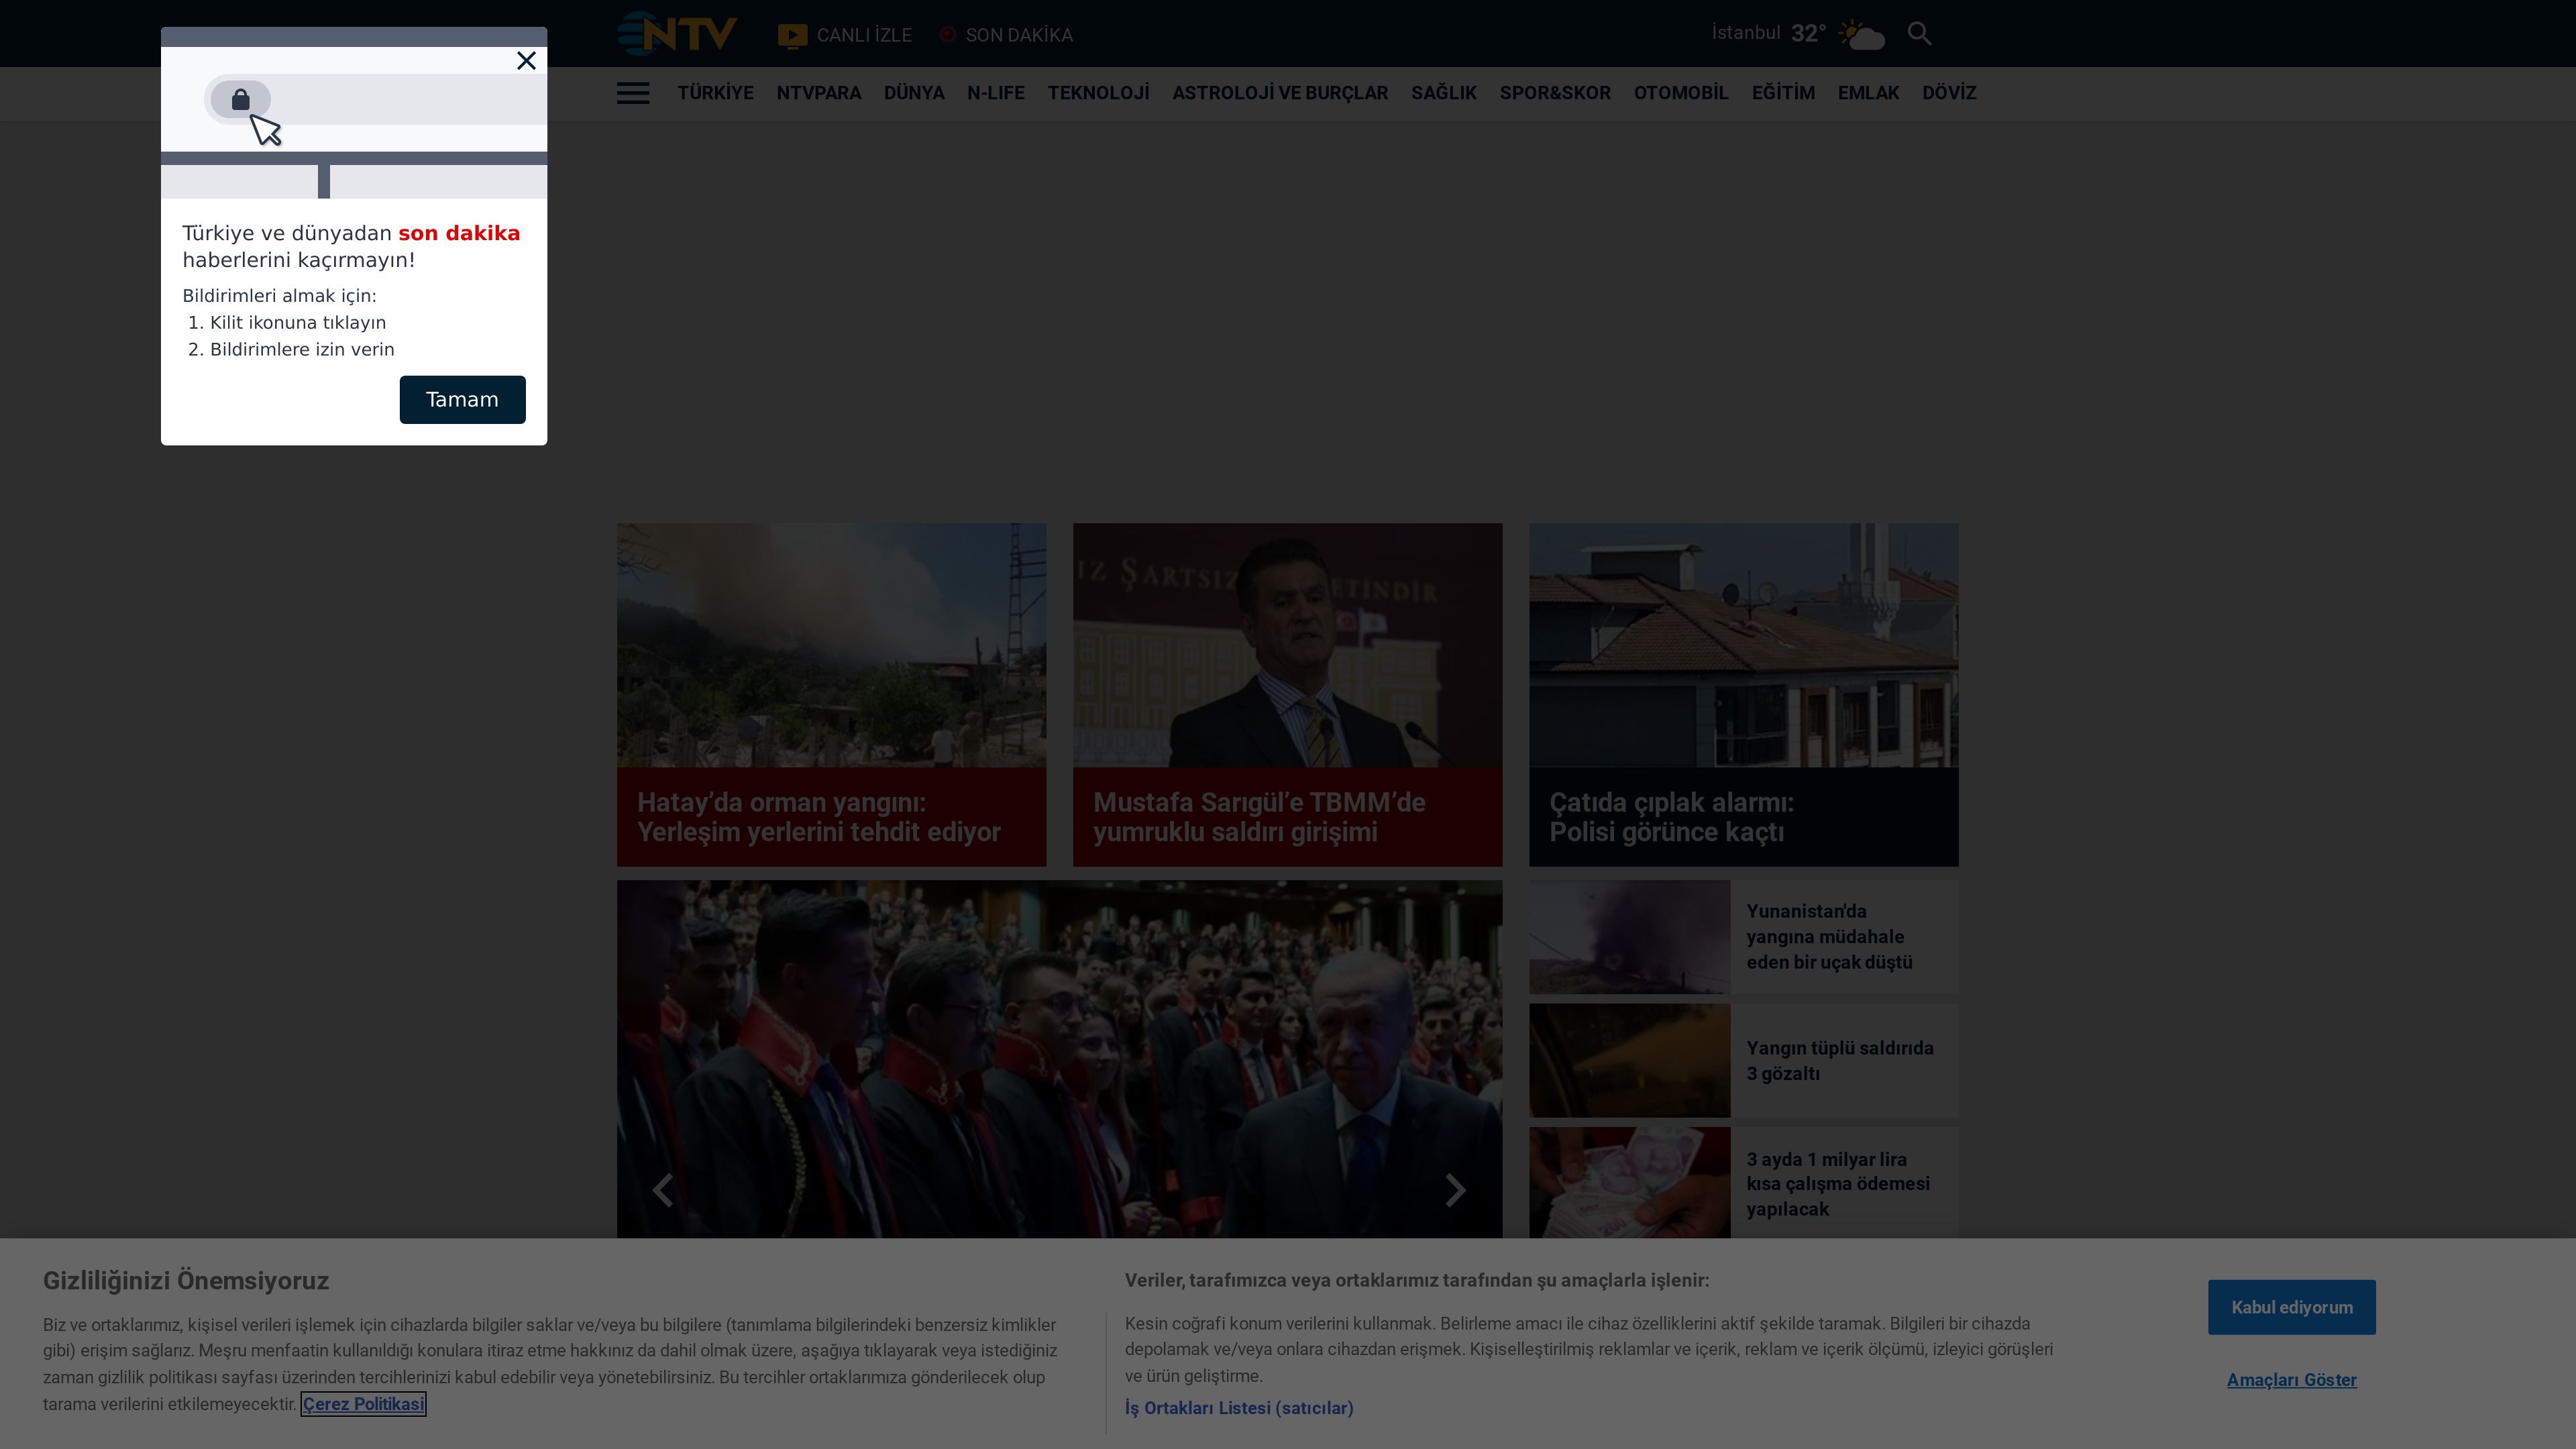 NTV
CANLI İZLE
SON DAKİKA
İstanbul 32°
TÜRKİYE NTVPARA DÜNYA N-LIFE TEKNOLOJİ ASTROLOJİ VE BURÇLAR SAĞLIK SPOR&SKOR OTOMOBİL EĞİTİM EMLAK DÖVİZ
Türkiye ve dünyadan son dakika
haberlerini kaçırmayın!
Bildirimleri almak için:
1. Kilit ikonuna tıklayın
2. Bildirimlere izin verin
Tamam
IZ ŞARTSIZ
ETİNDİR
Hatay’da orman yangını:
Yerleşim yerlerini tehdit ediyor
Mustafa Sarıgül’e TBMM’de
yumruklu saldırı girişimi
Çatıda çıplak alarmı:
Polisi görünce kaçtı
Yunanistan'da
yangına müdahale
eden bir uçak düştü
Yangın tüplü saldırıda
3 gözaltı
3 ayda 1 milyar lira
kısa çalışma ödemesi
yapılacak
200
Gizliliğinizi Önemsiyoruz
Biz ve ortaklarımız, kişisel verileri işlemek için cihazlarda bilgiler saklar ve/veya bu bilgilere (tanımlama bilgilerindeki benzersiz kimlikler
gibi) erişim sağlarız. Meşru menfaatin kullanıldığı konulara itiraz etme hakkınız da dahil olmak üzere, aşağıya tıklayarak veya istediğiniz
zaman gizlilik politikası sayfası üzerinden tercihlerinizi kabul edebilir veya yönetebilirsiniz. Bu tercihler ortaklarımıza gönderilecek olup
tarama verilerini etkilemeyecektir. Çerez Politikasi
Veriler, tarafımızca veya ortaklarımız tarafından şu amaçlarla işlenir:
Kesin coğrafi konum verilerini kullanmak. Belirleme amacı ile cihaz özelliklerini aktif şekilde taramak. Bilgileri bir cihazda
depolamak ve/veya onlara cihazdan erişmek. Kişiselleştirilmiş reklamlar ve içerik, reklam ve içerik ölçümü, izleyici görüşleri
ve ürün geliştirme.
İş Ortakları Listesi (satıcılar)
Kabul ediyorum
Amaçları Göster